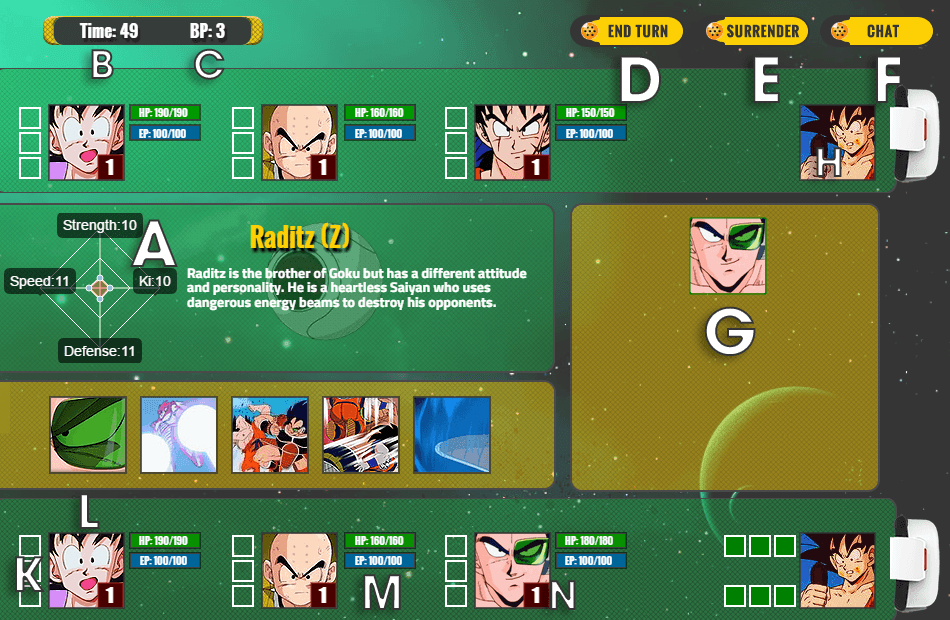 Time: 49 BP: 3 END TURN SURRENDER CHAT
B C D E F
HP: 190/190 HP: 160/160 HP: 150/150
EP: 100/100 EP: 100/100 EP: 100/100
H
1 1 1
Strength:10
A
Speed:11 Ki:10
Defense:11
Raditz (Z)
Raditz is the brother of Goku but has a different attitude
and personality. He is a heartless Saiyan who uses
dangerous energy beams to destroy his opponents.
G
L
HP: 190/190 HP: 160/160 HP: 180/180
EP: 100/100 EP: 100/100 EP: 100/100
K
1 1 M 1 N